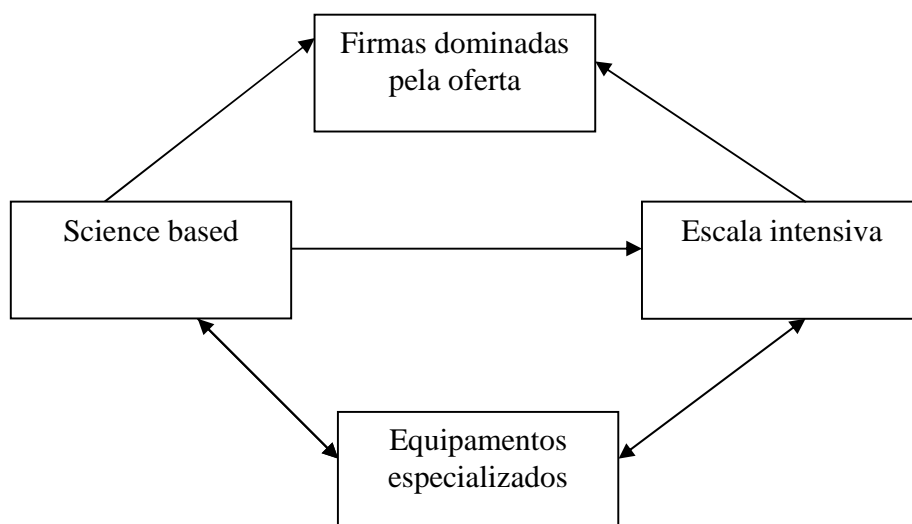 Firmas dominadas
pela oferta
Science based
Escala intensiva
Equipamentos
especializados